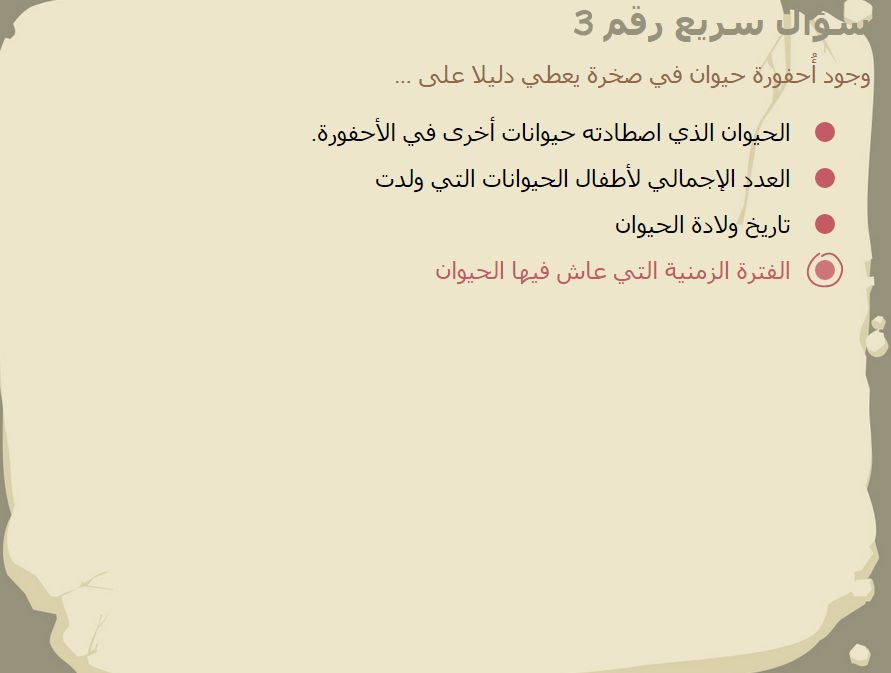 سؤال سريع رقم 3
وجود أُحفورة حيوان في صخرة يعطي دليلا على ...
الحيوان الذي اصطادته حيوانات أخرى في الأحفورة.
العدد الإجمالي لأطفال الحيوانات التي ولدت
تاريخ ولادة الحيوان
الفترة الزمنية التي عاش فيها الحيوان